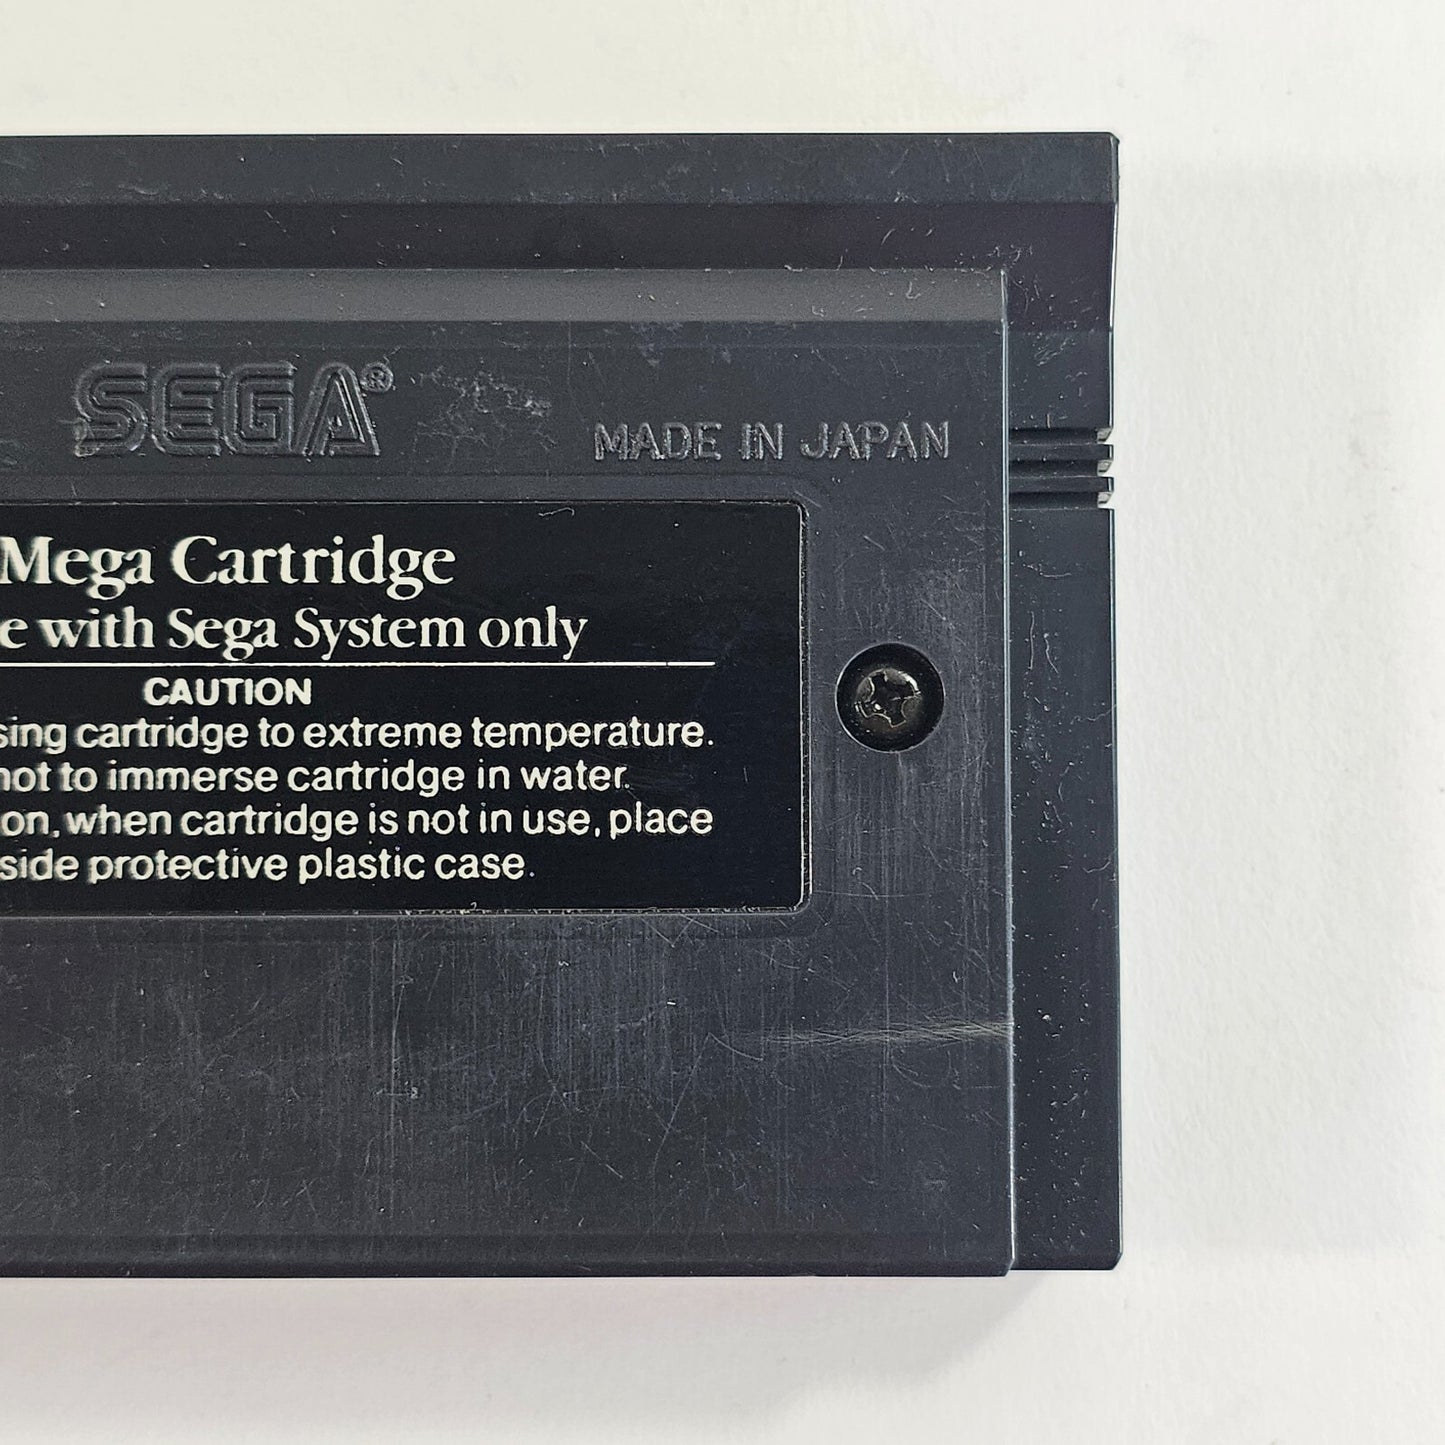 SEGA®
MADE IN JAPAN
Mega Cartridge
e with Sega System only
CAUTION
sing cartridge to extreme temperature.
not to immerse cartridge in water.
on, when cartridge is not in use, place
side protective plastic case.